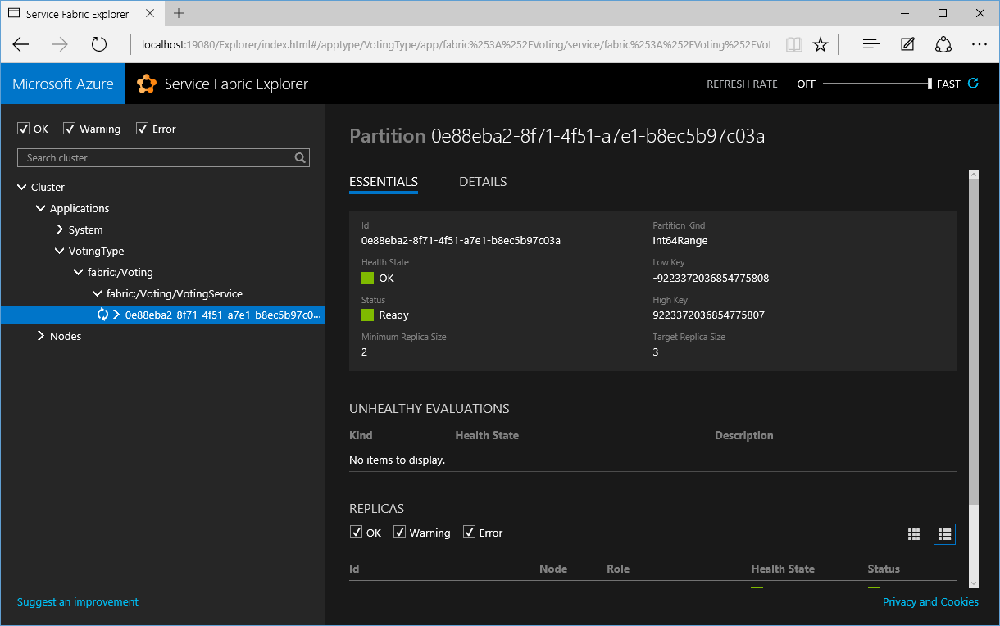 Service Fabric Explorer
localhost:19080/Explorer/index.html#/apptype/VotingType/app/fabric%253A%252FVoting/service/fabric%253A%252FVoting%252FVot
Microsoft Azure
Service Fabric Explorer
REFRESH RATE OFF FAST
OK Warning Error
Search cluster
Cluster
Applications
System
VotingType
fabric:/Voting
fabric:/Voting/VotingService
0e88eba2-8f71-4f51-a7e1-b8ec5b97c0...
Nodes
Suggest an improvement
Partition 0e88eba2-8f71-4f51-a7e1-b8ec5b97c03a
ESSENTIALS DETAILS
Id Partition Kind
0e88eba2-8f71-4f51-a7e1-b8ec5b97c03a Int64Range
Health State Low Key
OK -9223372036854775808
Status High Key
Ready 9223372036854775807
Minimum Replica Size Target Replica Size
2 3
UNHEALTHY EVALUATIONS
Kind Health State Description
No items to display.
REPLICAS
OK Warning Error
Id Node Role Health State Status
Privacy and Cookies